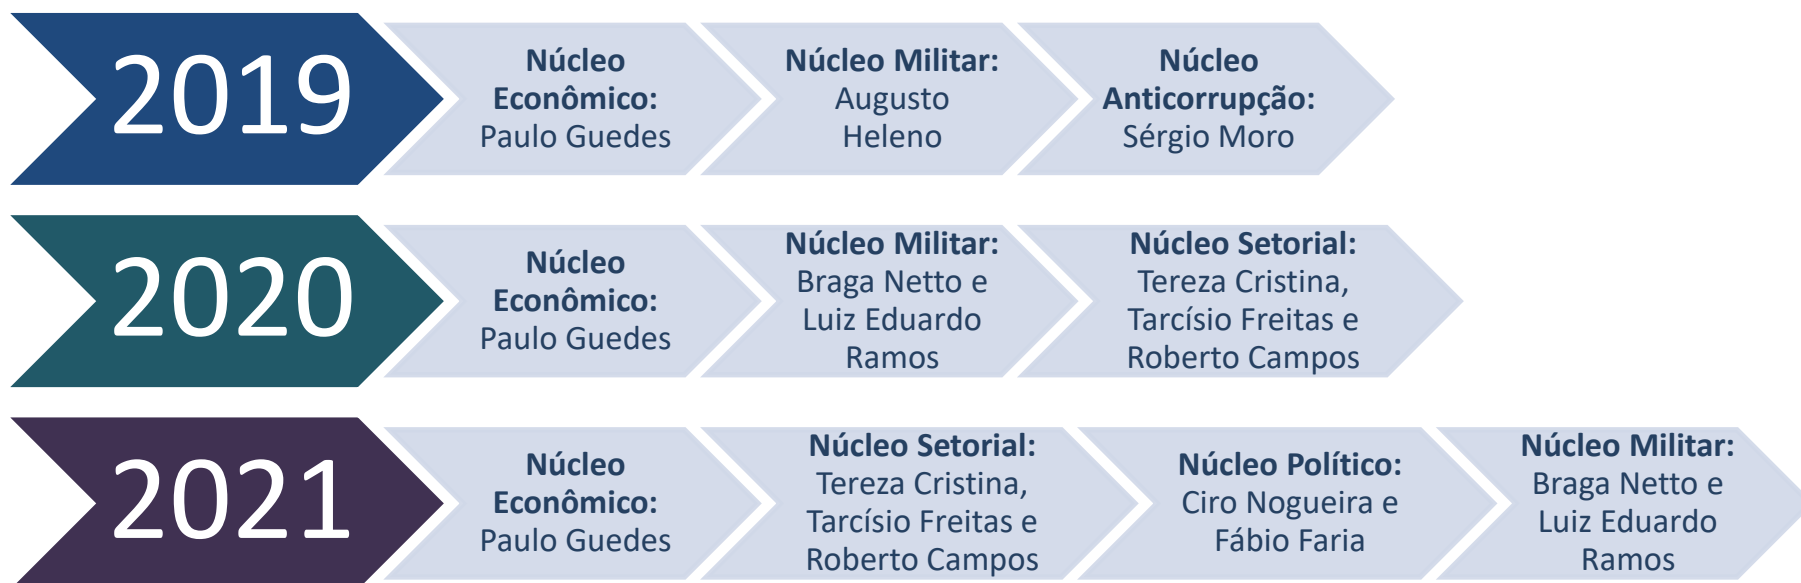 2019
Núcleo
Econômico:
Paulo Guedes
Núcleo Militar:
Augusto
Heleno
Núcleo
Anticorrupção:
Sérgio Moro
2020
Núcleo
Econômico:
Paulo Guedes
Núcleo Militar:
Braga Netto e
Luiz Eduardo
Ramos
Núcleo Setorial:
Tereza Cristina,
Tarcísio Freitas e
Roberto Campos
2021
Núcleo
Econômico:
Paulo Guedes
Núcleo Setorial:
Tereza Cristina,
Tarcísio Freitas e
Roberto Campos
Núcleo Político:
Ciro Nogueira e
Fábio Faria
Núcleo Militar:
Braga Netto e
Luiz Eduardo
Ramos